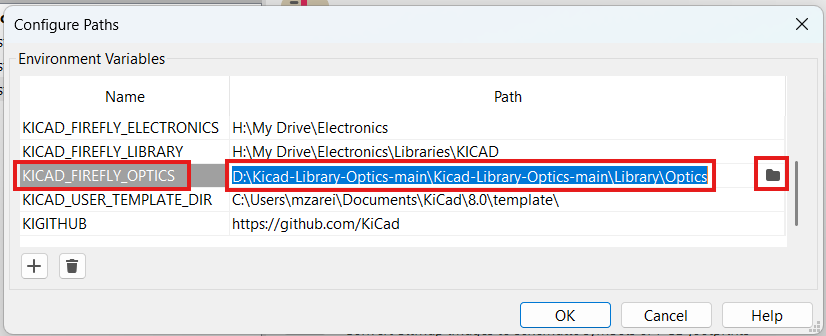 Configure Paths
Environment Variables
Name Path
KICAD_FIREFLY_ELECTRONICS H:\My Drive\Electronics
KICAD_FIREFLY_LIBRARY H:\My Drive\Electronics\Libraries\KICAD
KICAD_FIREFLY_OPTICS D:\Kicad-Library-Optics-main\Kicad-Library-Optics-main\Library\Optics
KICAD_USER_TEMPLATE_DIR C:\Users\mzarei\Documents\KiCad\8.0\template\
KIGITHUB https://github.com/KiCad
OK Cancel Help